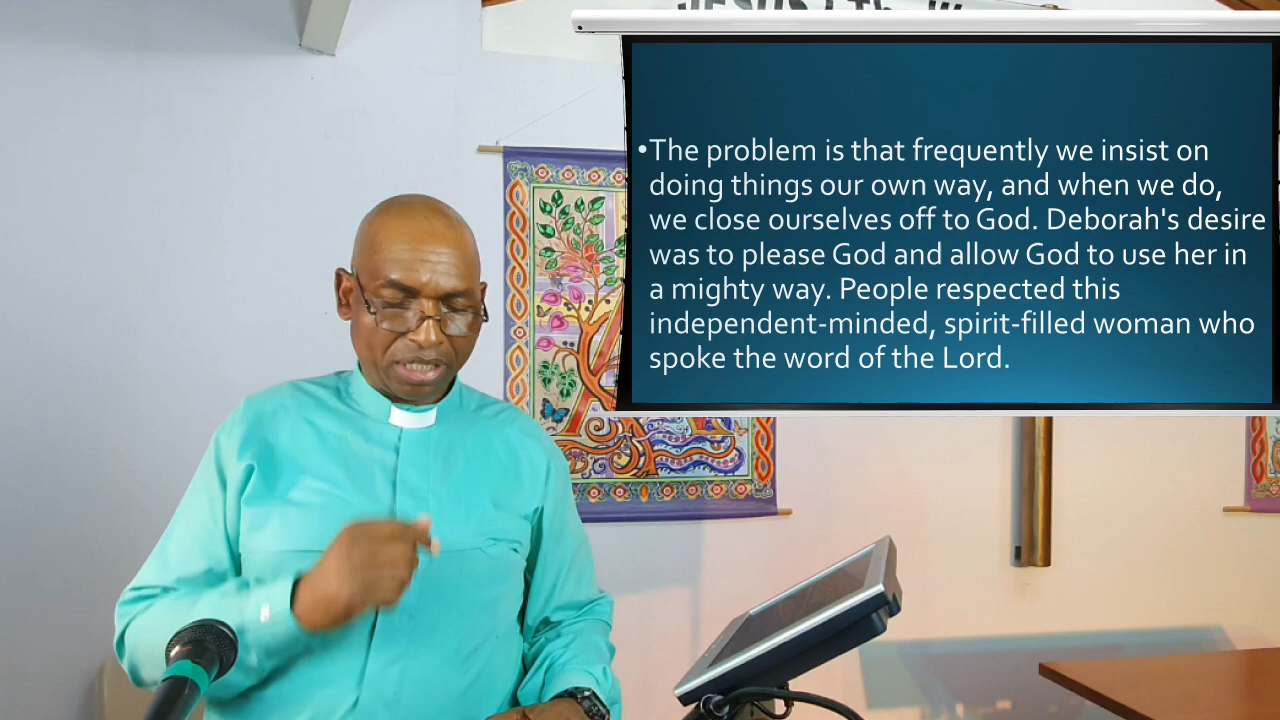 JESUS
•The problem is that frequently we insist on
doing things our own way, and when we do,
we close ourselves off to God. Deborah's desire
was to please God and allow God to use her in
a mighty way. People respected this
independent-minded, spirit-filled woman who
spoke the word of the Lord.